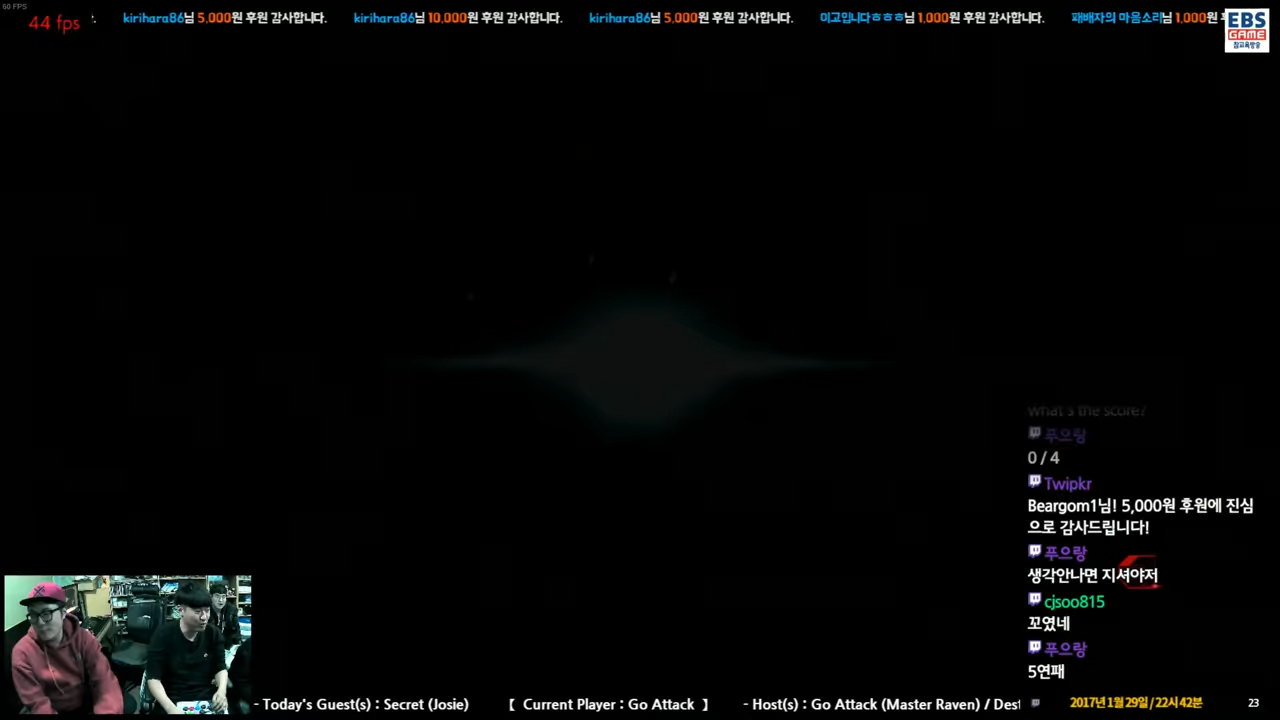 60 FPS
44 fps
kirihara86님 5,000원 후원 감사합니다. kirihara86님 10,000원 후원 감사합니다. kirihara86님 5,000원 후원 감사합니다. 이고입니다ㅎㅎㅎ님 1,000원 후원 감사합니다. 패배자의 마음소리님 1,000원
EBS
GAME
참교육방송
What's the score?
푸으랑
0 / 4
Twipkr
Beargom1님! 5,000원 후원에 진심
으로 감사드립니다!
푸으랑
생각안나면 지셔야저
cjsoo815
꼬였네
푸으랑
5연패
- Today's Guest(s) : Secret (Josie) 【 Current Player : Go Attack 】 - Host(s) : Go Attack (Master Raven) / Des
2017년 1월 29일 / 22시 42분
23